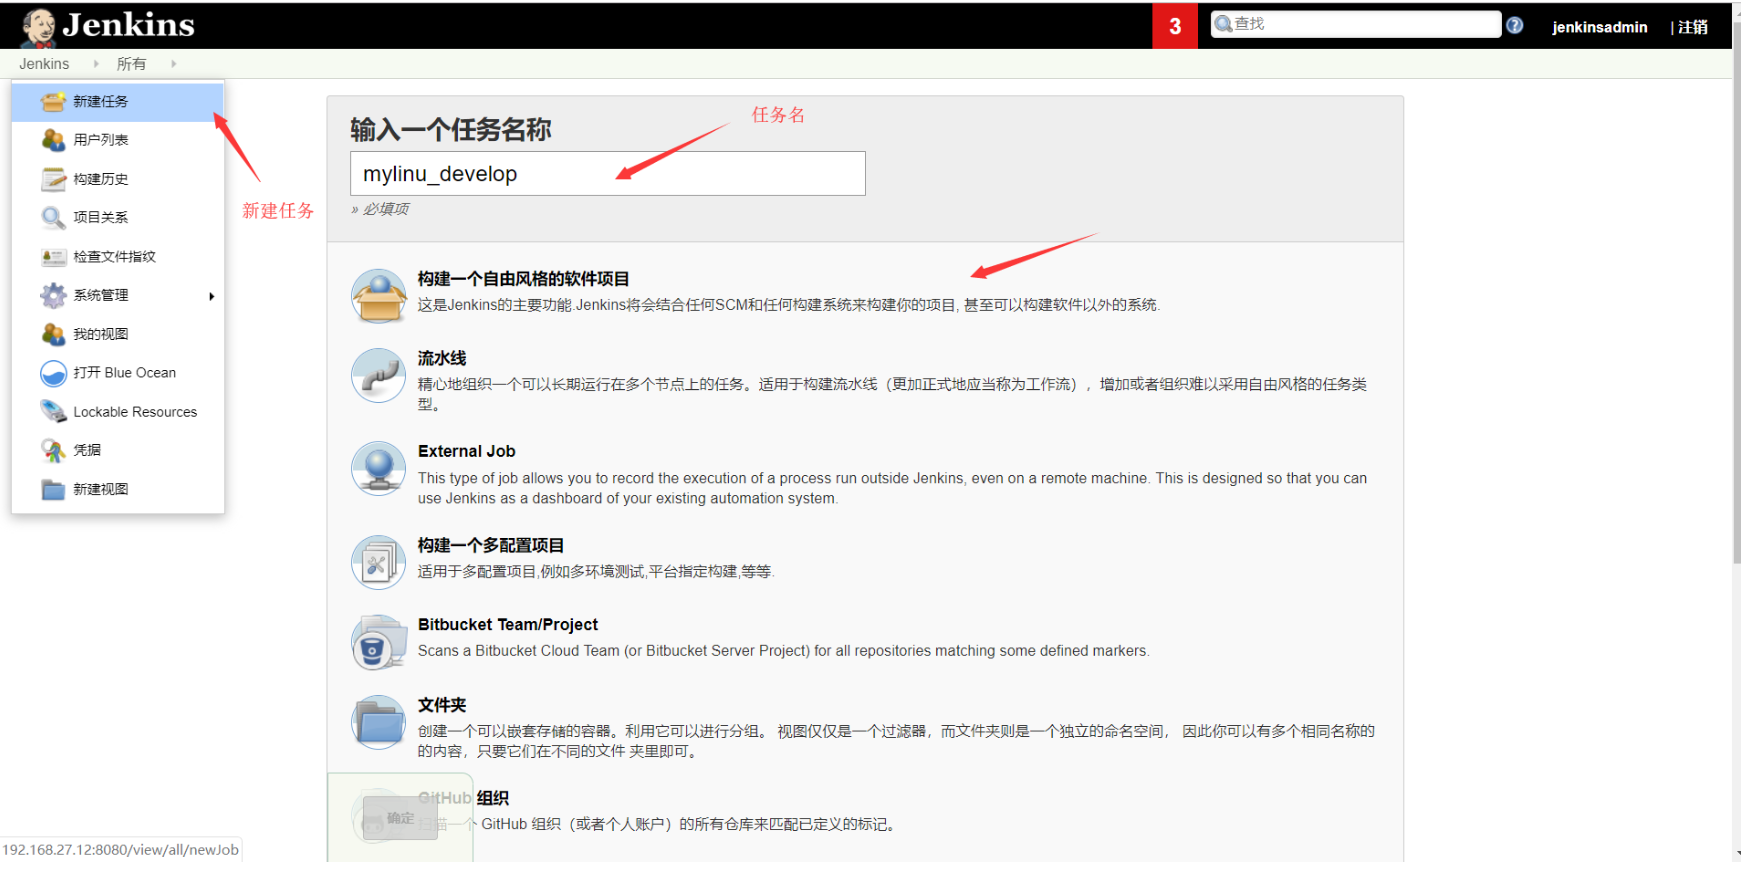 Jenkins
3
查找
jenkinsadmin
| 注销
Jenkins
所有
新建任务
用户列表
构建历史
项目关系
检查文件指纹
系统管理
我的视图
打开 Blue Ocean
Lockable Resources
凭据
新建视图
新建任务
输入一个任务名称
任务名
mylinu_develop
» 必填项
构建一个自由风格的软件项目
这是Jenkins的主要功能.Jenkins将会结合任何SCM和任何构建系统来构建你的项目, 甚至可以构建软件以外的系统.
流水线
精心地组织一个可以长期运行在多个节点上的任务。适用于构建流水线（更加正式地应当称为工作流），增加或者组织难以采用自由风格的任务类
型。
External Job
This type of job allows you to record the execution of a process run outside Jenkins, even on a remote machine. This is designed so that you can
use Jenkins as a dashboard of your existing automation system.
构建一个多配置项目
适用于多配置项目,例如多环境测试,平台指定构建,等等.
Bitbucket Team/Project
Scans a Bitbucket Cloud Team (or Bitbucket Server Project) for all repositories matching some defined markers.
文件夹
创建一个可以嵌套存储的容器。利用它可以进行分组。 视图仅仅是一个过滤器，而文件夹则是一个独立的命名空间， 因此你可以有多个相同名称的
的内容，只要它们在不同的文件 夹里即可。
GitHub 组织
扫描一个 GitHub 组织（或者个人账户）的所有仓库来匹配已定义的标记。
确定
192.168.27.12:8080/view/all/newJob